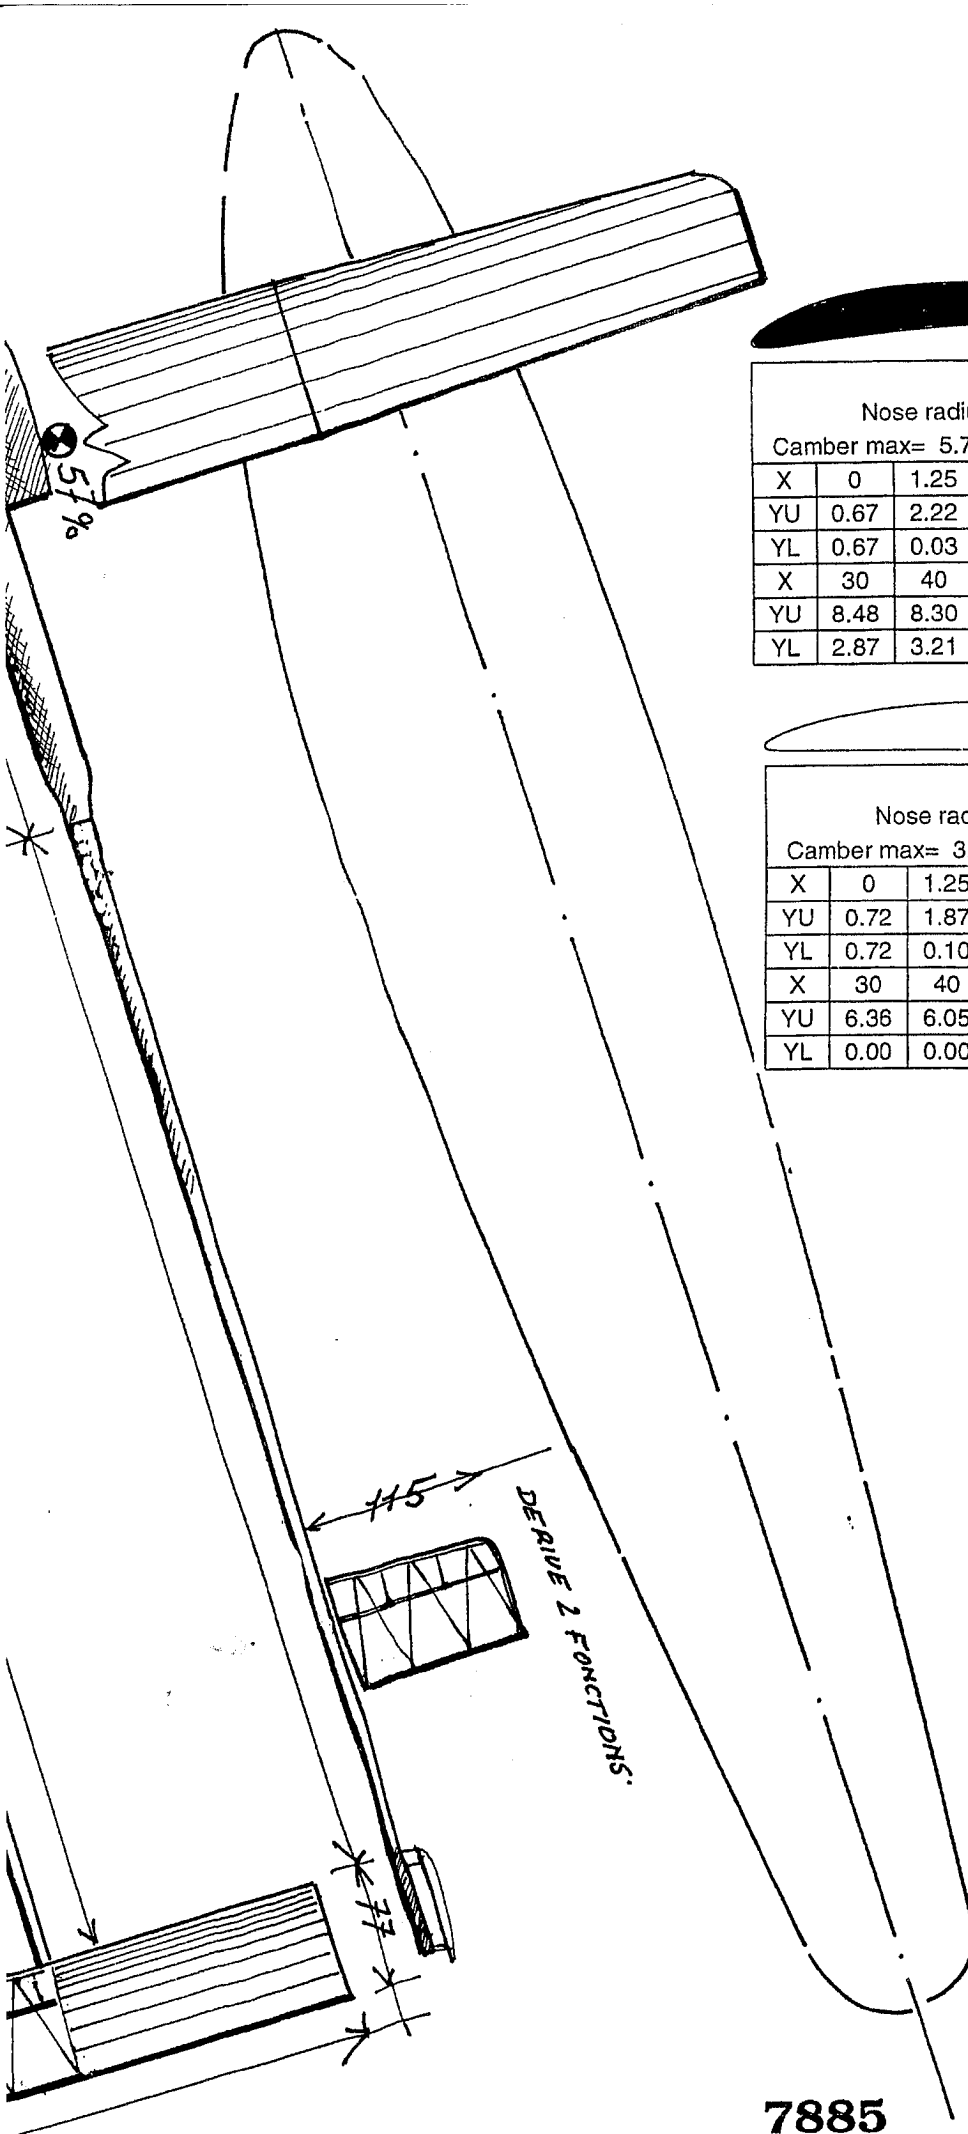 57%
Nose radiu
Camber max= 5.7
X 0 1.25
YU 0.67 2.22
YL 0.67 0.03
X 30 40
YU 8.48 8.30
YL 2.87 3.21
Nose rad
Camber max= 3
X 0 1.25
YU 0.72 1.87
YL 0.72 0.10
X 30 40
YU 6.36 6.05
YL 0.00 0.00
115
DERIVE 2 FONCTIONS
77
7885